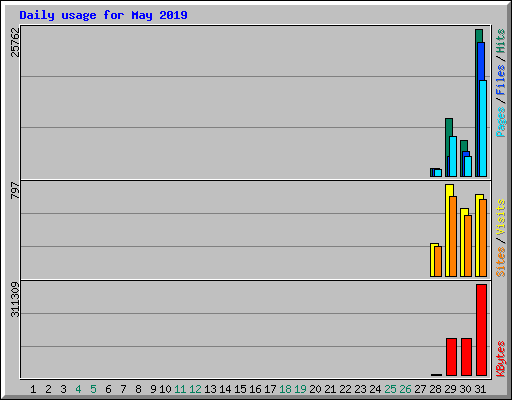 Daily usage for May 2019
25762
Pages / Files / Hits
797
Sites / Visits
311309
KBytes
1 2 3 4 5 6 7 8 9 10 11 12 13 14 15 16 17 18 19 20 21 22 23 24 25 26 27 28 29 30 31